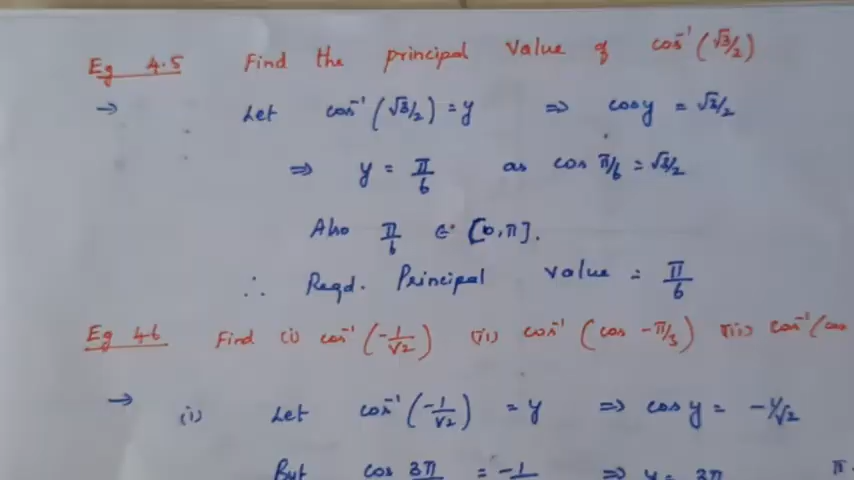 Eg 4.5 Find the principal value of cos⁻¹(√3/2)
→ Let cos⁻¹(√3/2) = y ⇒ cos y = √3/2
⇒ y = π/6 as cos π/6 = √3/2
Also π/6 ∈ [0,π].
∴ Reqd. Principal value = π/6
Eg 4.6 Find (i) cos⁻¹(-1/√2) (ii) cos⁻¹(cos -π/3) (iii) cos⁻¹(cos
→ (i) Let cos⁻¹(-1/√2) = y ⇒ cos y = -1/√2
But cos 3π = -1 ⇒ y = 3π